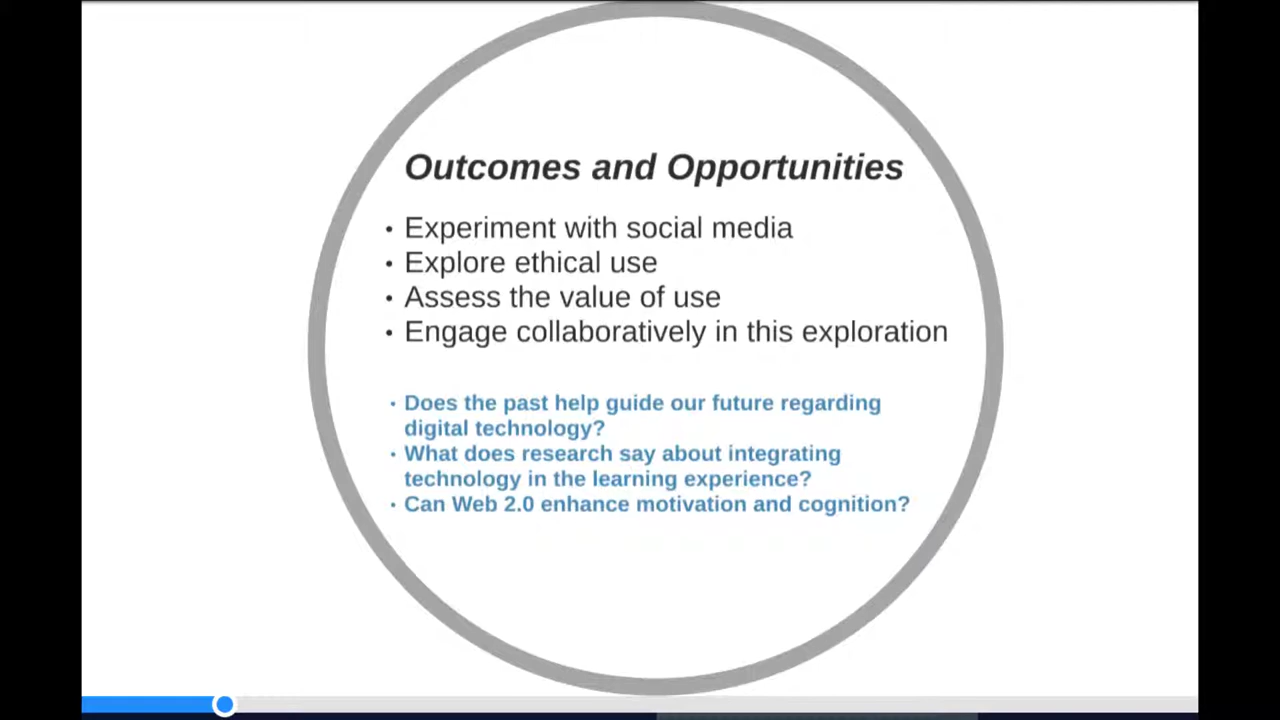 Outcomes and Opportunities
• Experiment with social media
• Explore ethical use
• Assess the value of use
• Engage collaboratively in this exploration
• Does the past help guide our future regarding
digital technology?
• What does research say about integrating
technology in the learning experience?
• Can Web 2.0 enhance motivation and cognition?